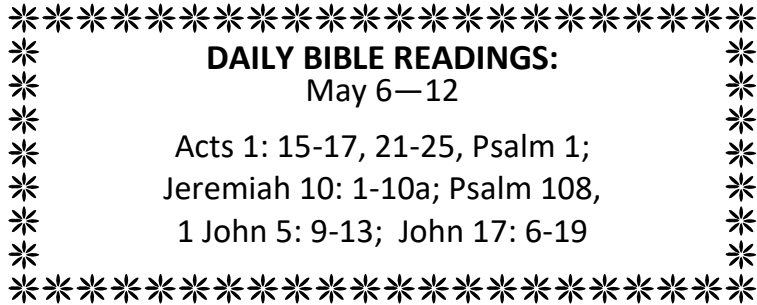 DAILY BIBLE READINGS:
May 6—12
Acts 1: 15-17, 21-25, Psalm 1;
Jeremiah 10: 1-10a; Psalm 108,
1 John 5: 9-13;  John 17: 6-19